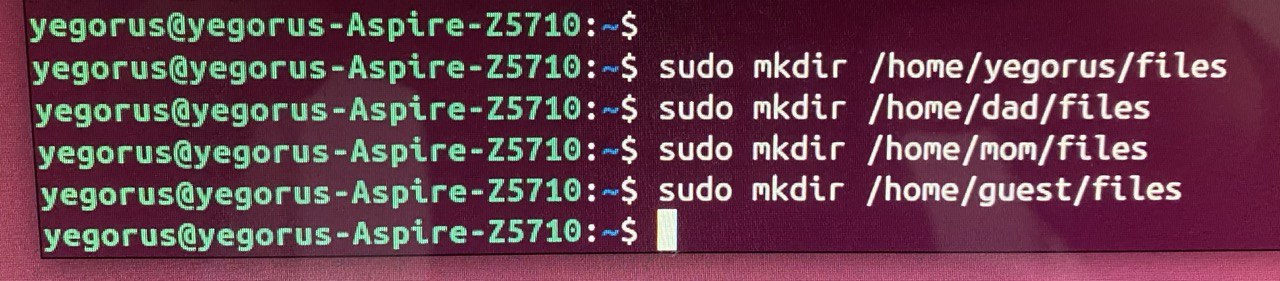 yegorus@yegorus-Aspire-Z5710:~$
yegorus@yegorus-Aspire-Z5710:~$ sudo mkdir /home/yegorus/files
yegorus@yegorus-Aspire-Z5710:~$ sudo mkdir /home/dad/files
yegorus@yegorus-Aspire-Z5710:~$ sudo mkdir /home/mom/files
yegorus@yegorus-Aspire-Z5710:~$ sudo mkdir /home/guest/files
yegorus@yegorus-Aspire-Z5710:~$